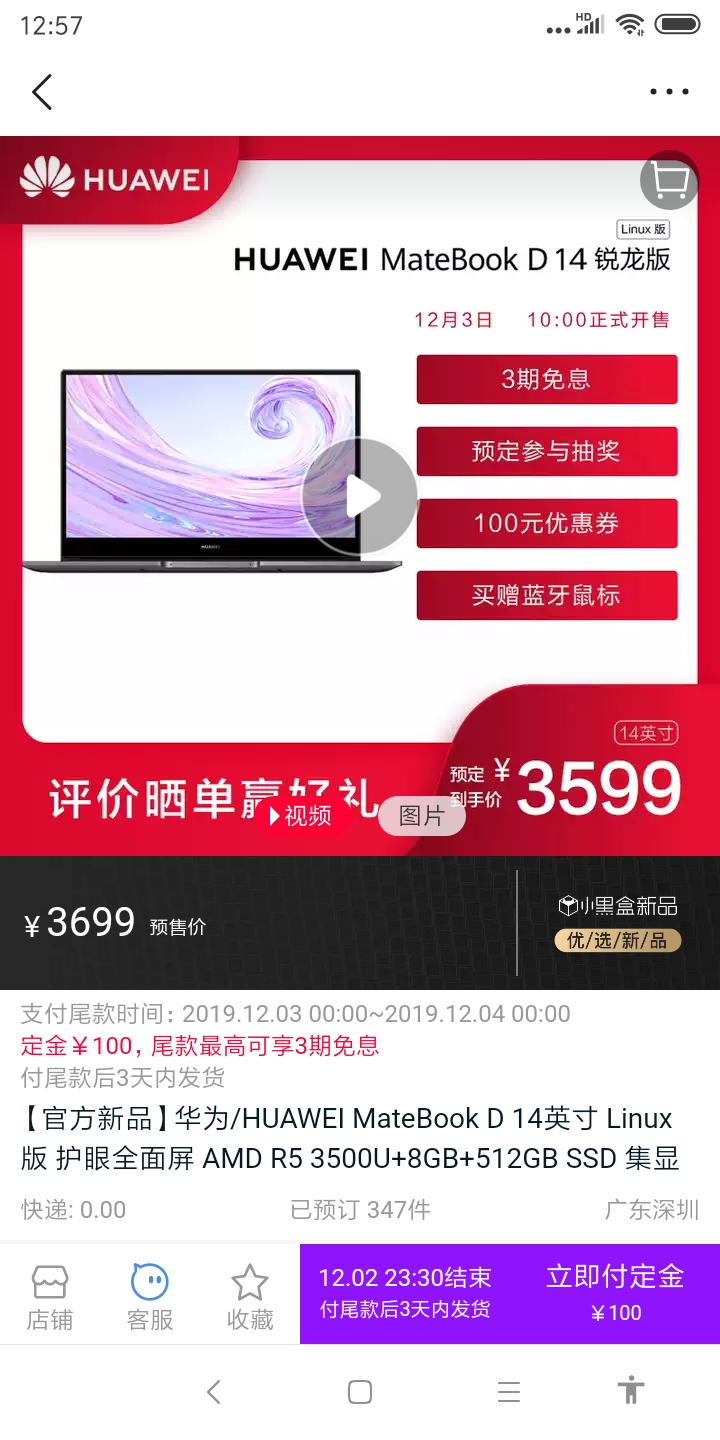 12:57
HD
HUAWEI
Linux 版
HUAWEI MateBook D 14 锐龙版
12月3日 10:00正式开售
3期免息
预定参与抽奖
100元优惠券
买赠蓝牙鼠标
HUAWEI
14英寸
预定到手价 ¥3599
评价晒单赢好礼
视频 图片
¥3699 预售价
小黑盒新品
优/选/新/品
支付尾款时间：2019.12.03 00:00~2019.12.04 00:00
定金￥100，尾款最高可享3期免息
付尾款后3天内发货
【官方新品】华为/HUAWEI MateBook D 14英寸 Linux
版 护眼全面屏 AMD R5 3500U+8GB+512GB SSD 集显
快递: 0.00 已预订 347件 广东深圳
店铺 客服 收藏
12.02 23:30结束 立即付定金
付尾款后3天内发货 ￥100